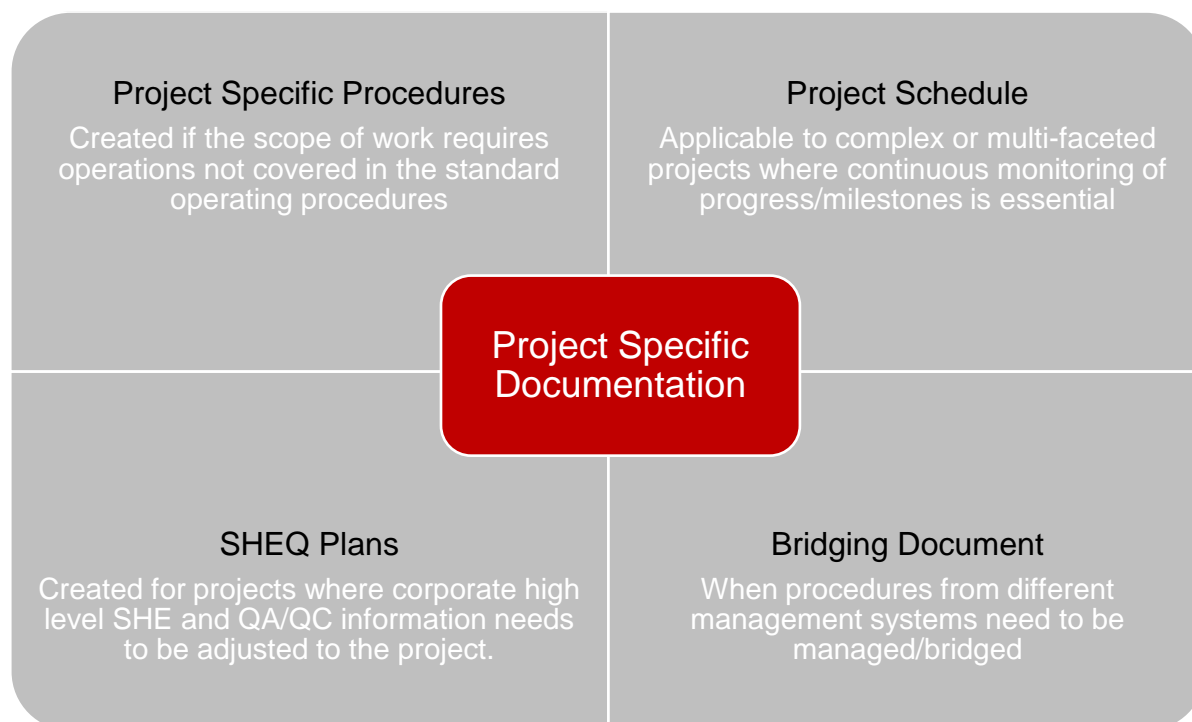 Project Specific Procedures
Created if the scope of work requires
operations not covered in the standard
operating procedures
Project Schedule
Applicable to complex or multi-faceted
projects where continuous monitoring of
progress/milestones is essential
Project Specific
Documentation
SHEQ Plans
Created for projects where corporate high
level SHE and QA/QC information needs
to be adjusted to the project.
Bridging Document
When procedures from different
management systems need to be
managed/bridged